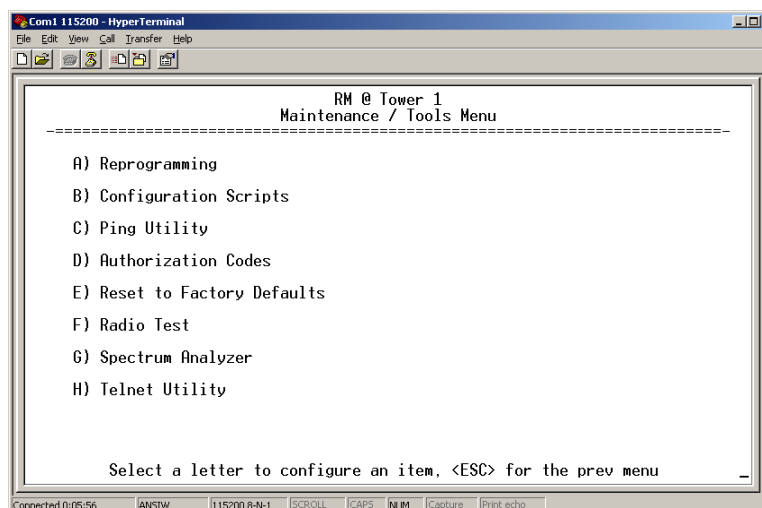 Com1 115200 - HyperTerminal
File Edit View Call Transfer Help
RM @ Tower 1
Maintenance / Tools Menu
-==========================================================================-
A) Reprogramming
B) Configuration Scripts
C) Ping Utility
D) Authorization Codes
E) Reset to Factory Defaults
F) Radio Test
G) Spectrum Analyzer
H) Telnet Utility
Select a letter to configure an item, <ESC> for the prev menu _
Connected 0:05:56 ANSIW 115200 8-N-1 SCROLL CAPS NUM Capture Print echo